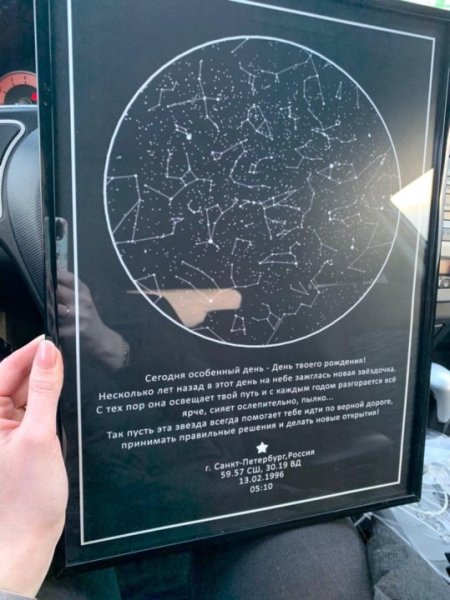 Сегодня особенный день - День твоего рождения!
Несколько лет назад в этот день на небе зажглась новая звёздочка.
С тех пор она освещает твой путь и с каждым годом разгорается всё
ярче, сияет ослепительно, пылко...
Так пусть эта звезда всегда помогает тебе идти по верной дороге,
принимать правильные решения и делать новые открытия!
г. Санкт-Петербург,Россия
59.57 СШ, 30.19 ВД
13.02.1996
05:10